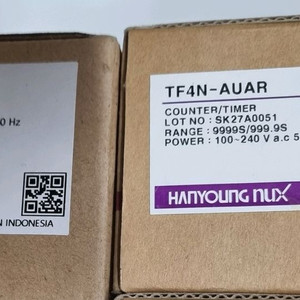 0 Hz
N INDONESIA
TF4N-AUAR
COUNTER/TIMER
LOT NO : SK27A0051
RANGE : 9999S/999.9S
POWER : 100~240 V a.c 5
HANYOUNG nux